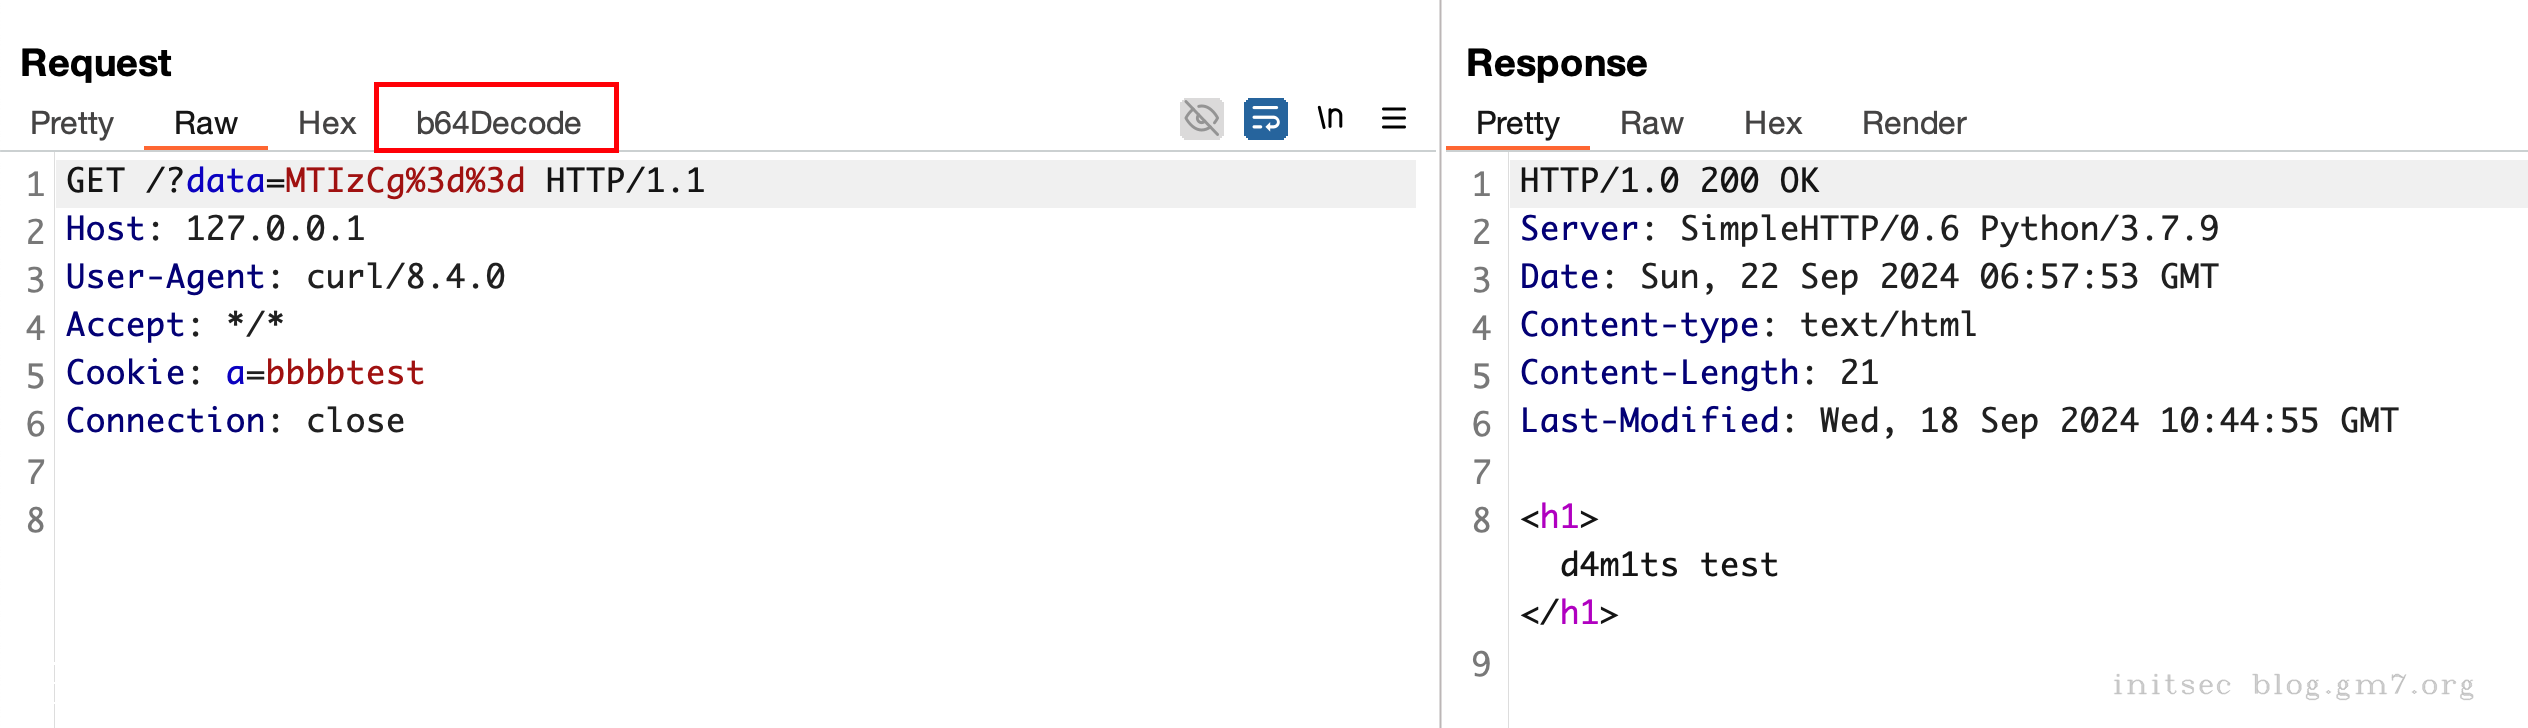 Request
Pretty Raw Hex b64Decode \n
1 GET /?data=MTIzCg%3d%3d HTTP/1.1
2 Host: 127.0.0.1
3 User-Agent: curl/8.4.0
4 Accept: */*
5 Cookie: a=bbbbtest
6 Connection: close
7
8
Response
Pretty Raw Hex Render
1 HTTP/1.0 200 OK
2 Server: SimpleHTTP/0.6 Python/3.7.9
3 Date: Sun, 22 Sep 2024 06:57:53 GMT
4 Content-type: text/html
5 Content-Length: 21
6 Last-Modified: Wed, 18 Sep 2024 10:44:55 GMT
7
8 <h1>
d4m1ts test
</h1>
9
initsec blog.gm7.org